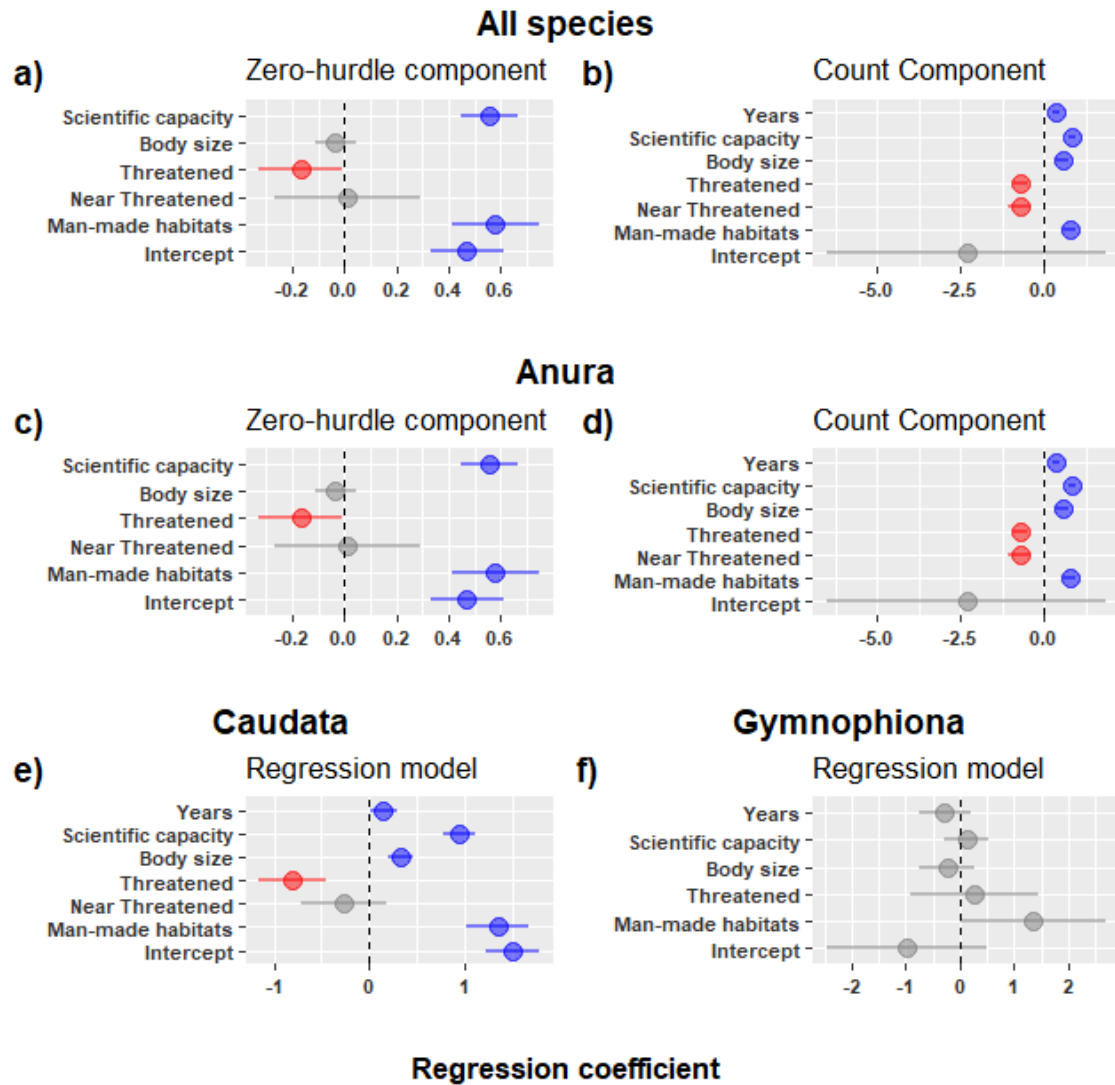 All species
a)
Zero-hurdle component
Scientific capacity
Body size
Threatened
Near Threatened
Man-made habitats
Intercept
-0.2 0.0 0.2 0.4 0.6
b)
Count Component
Years
Scientific capacity
Body size
Threatened
Near Threatened
Man-made habitats
Intercept
-5.0 -2.5 0.0
Anura
c)
Zero-hurdle component
Scientific capacity
Body size
Threatened
Near Threatened
Man-made habitats
Intercept
-0.2 0.0 0.2 0.4 0.6
d)
Count Component
Years
Scientific capacity
Body size
Threatened
Near Threatened
Man-made habitats
Intercept
-5.0 -2.5 0.0
Caudata
e)
Regression model
Years
Scientific capacity
Body size
Threatened
Near Threatened
Man-made habitats
Intercept
-1 0 1
Gymnophiona
f)
Regression model
Years
Scientific capacity
Body size
Threatened
Man-made habitats
Intercept
-2 -1 0 1 2
Regression coefficient